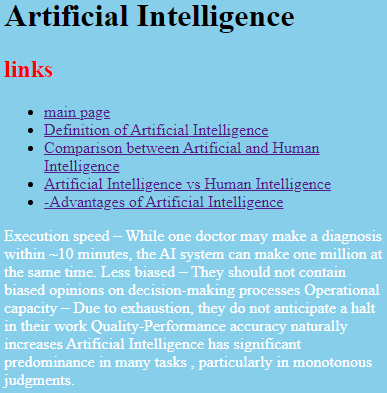 Artificial Intelligence
links
main page
Definition of Artificial Intelligence
Comparison between Artificial and Human
Intelligence
Artificial Intelligence vs Human Intelligence
-Advantages of Artificial Intelligence
Execution speed – While one doctor may make a diagnosis
within ~10 minutes, the AI system can make one million at
the same time. Less biased – They should not contain
biased opinions on decision-making processes Operational
capacity – Due to exhaustion, they do not anticipate a halt
in their work Quality-Performance accuracy naturally
increases Artificial Intelligence has significant
predominance in many tasks , particularly in monotonous
judgments.